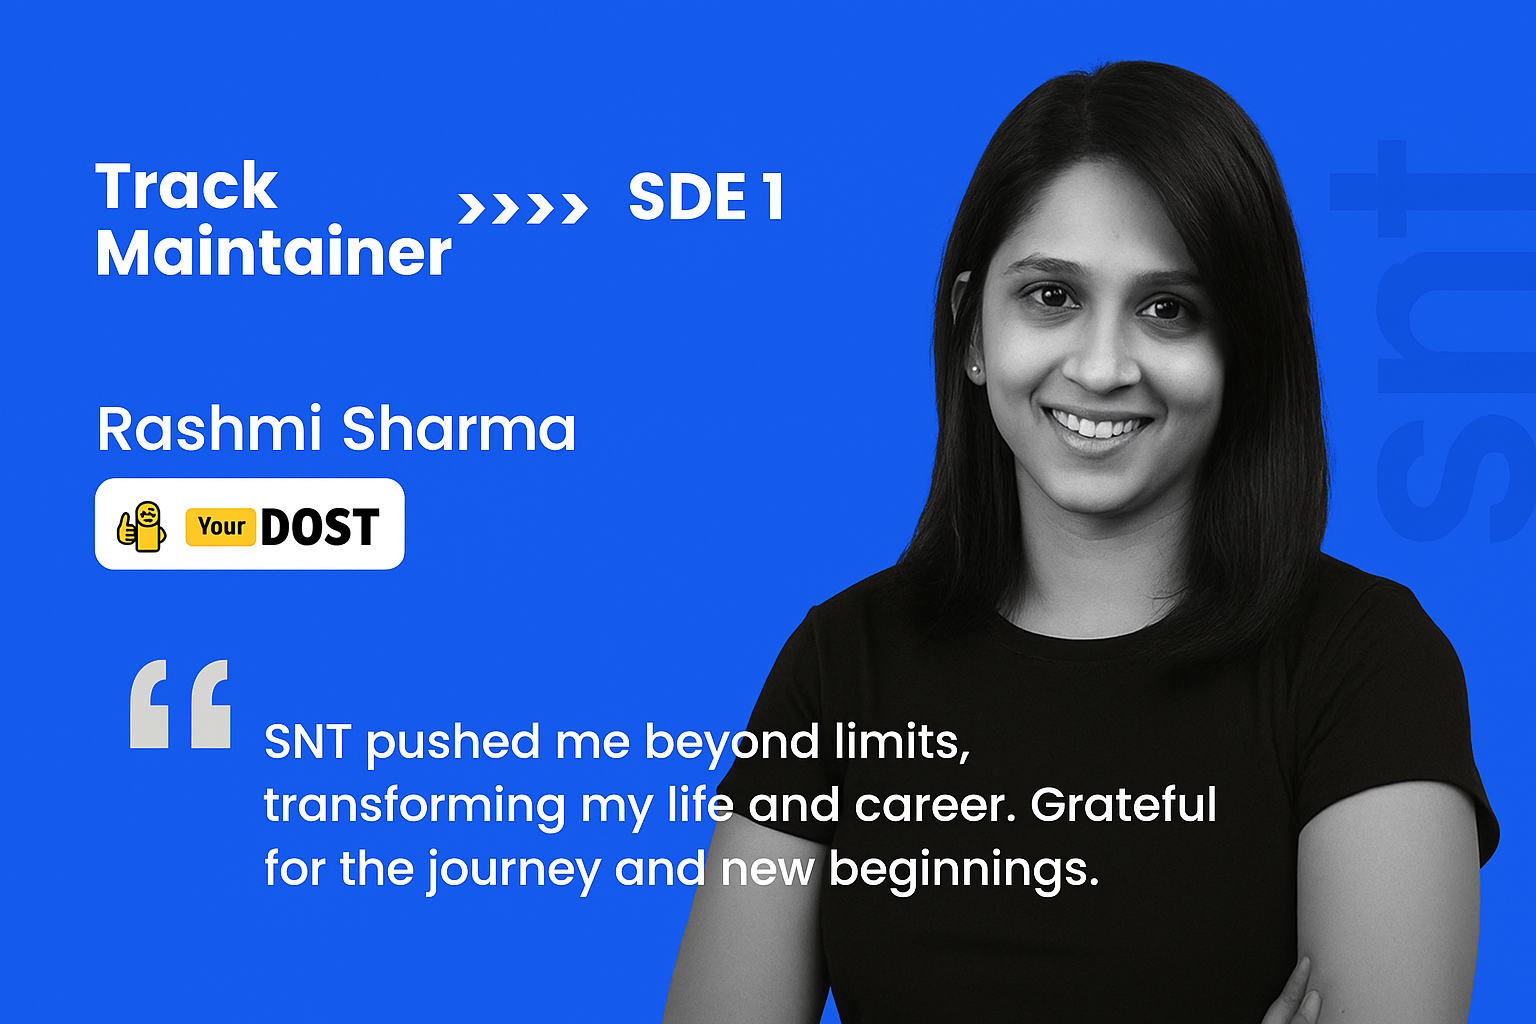 Track
Maintainer
>>>> SDE 1
Rashmi Sharma
Your DOST
“
SNT pushed me beyond limits,
transforming my life and career. Grateful
for the journey and new beginnings.
snt